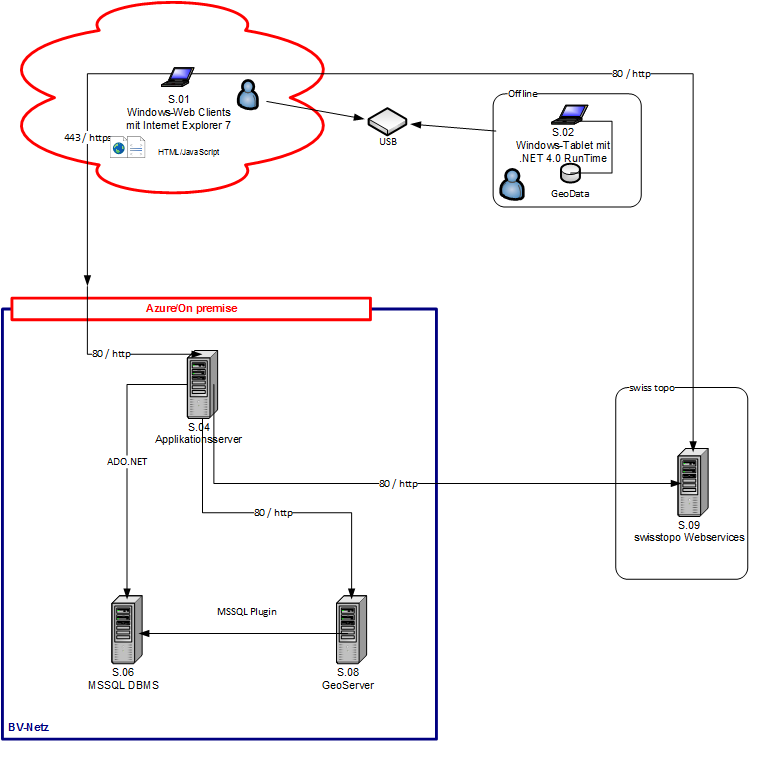 80 / http
Offline
S.01
Windows-Web Clients
mit Internet Explorer 7
443 / https
HTML/JavaScript
USB
S.02
Windows-Tablet mit
.NET 4.0 RunTime
GeoData
Azure/On premise
80 / http
S.04
Applikationsserver
swiss topo
ADO.NET
80 / http
80 / http
S.09
swisstopo Webservices
MSSQL Plugin
S.06
MSSQL DBMS
S.08
GeoServer
BV-Netz